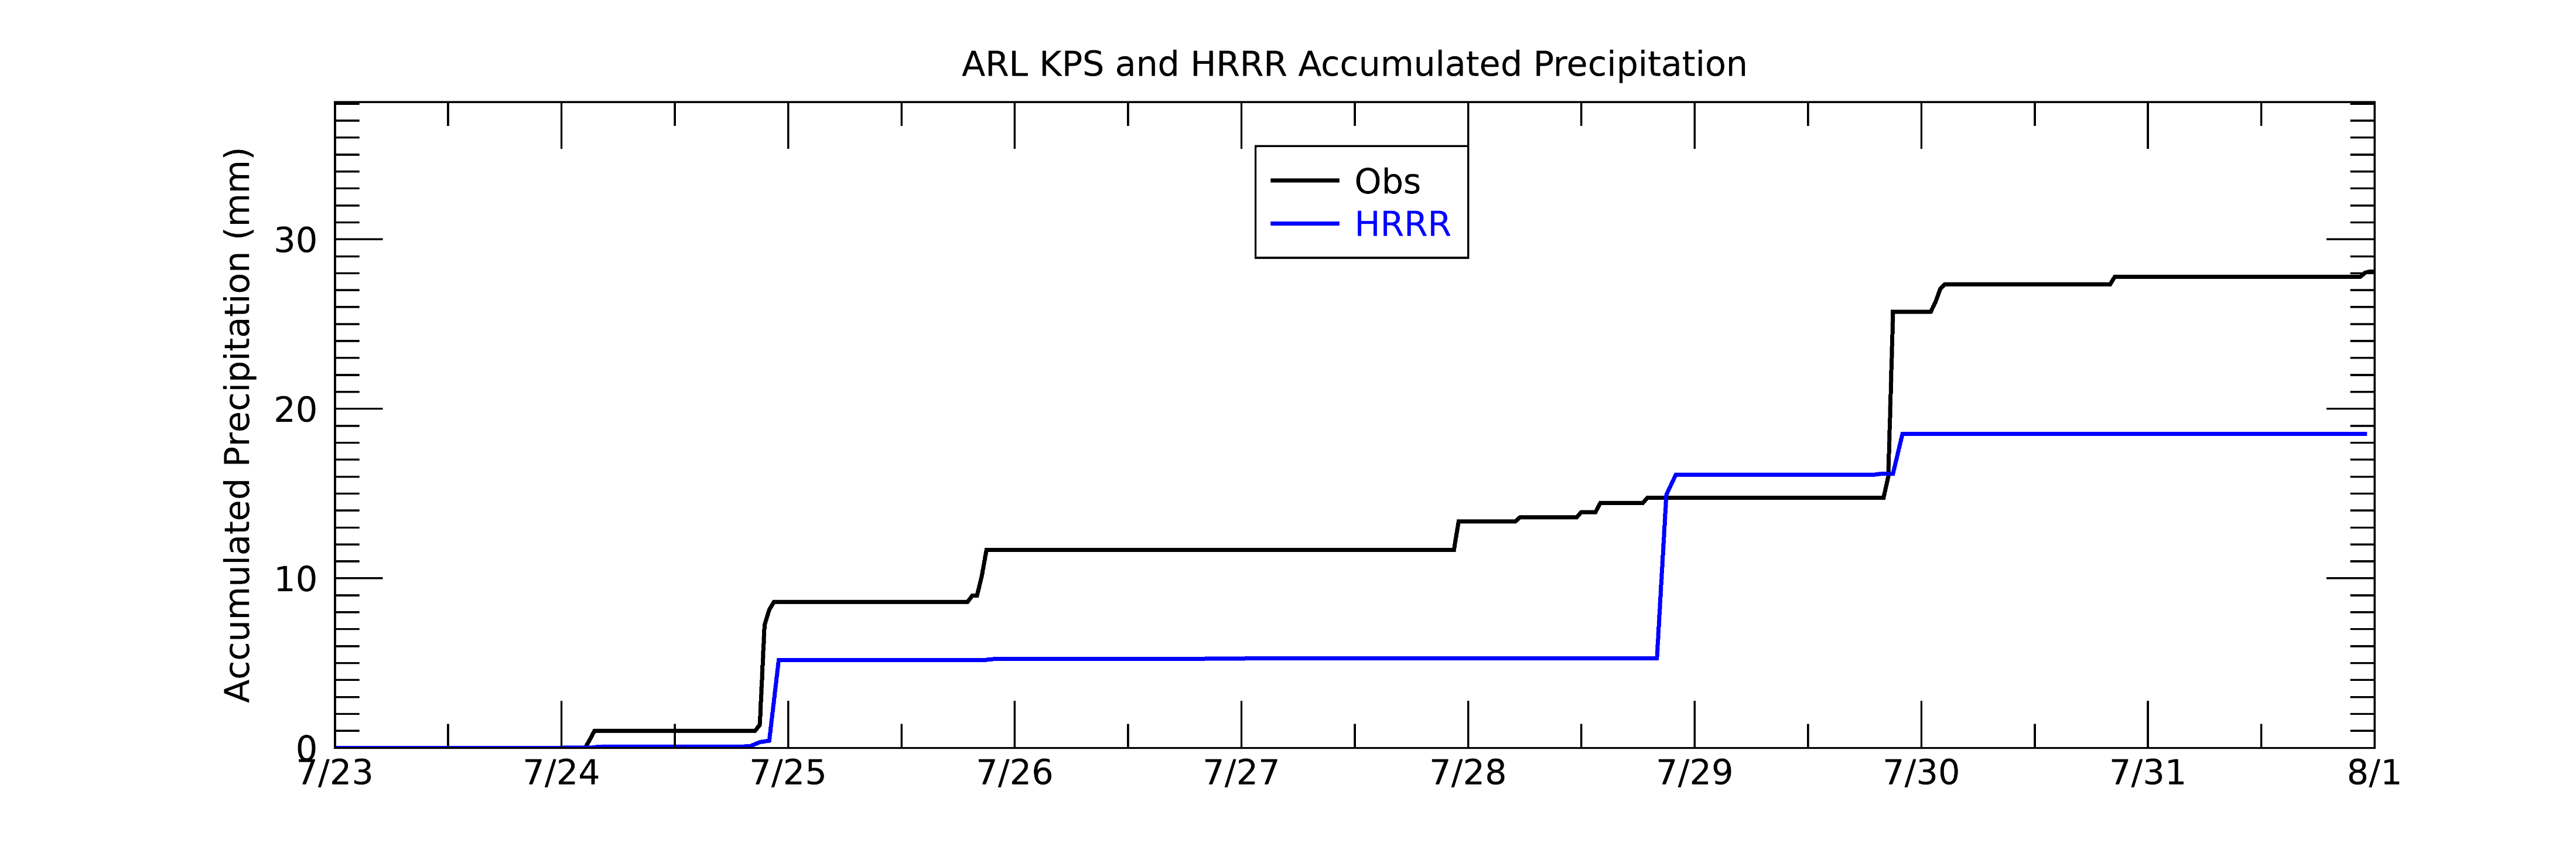 ARL KPS and HRRR Accumulated Precipitation
Accumulated Precipitation (mm)
30
20
10
0
Obs
HRRR
7/23 7/24 7/25 7/26 7/27 7/28 7/29 7/30 7/31 8/1